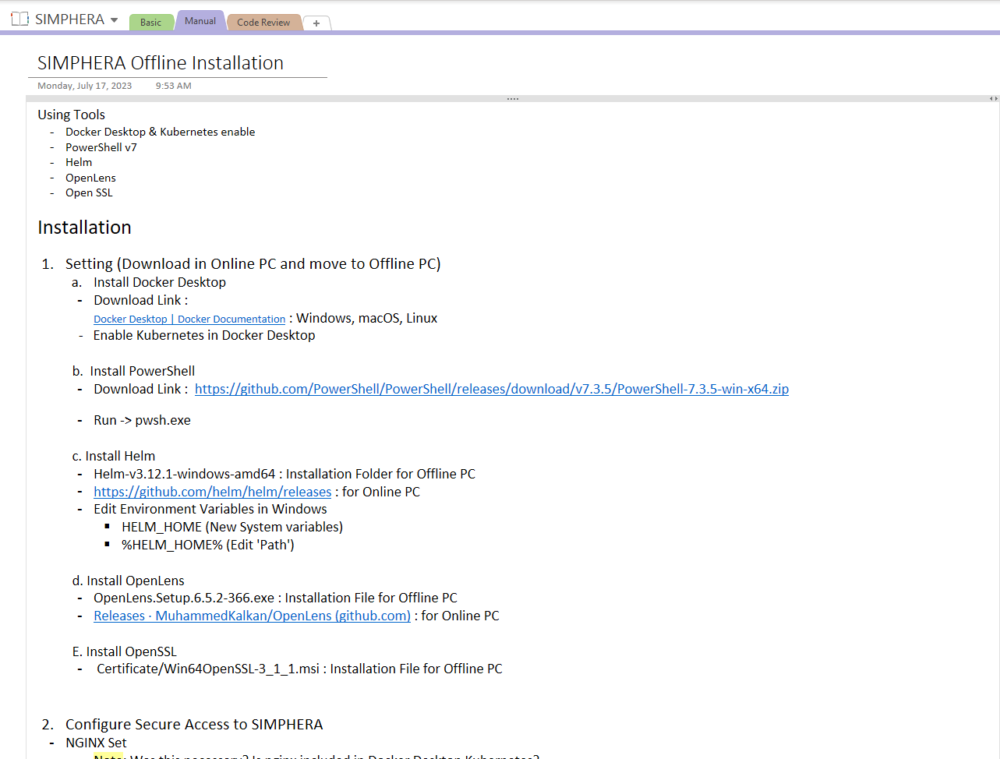 SIMPHERA
Basic
Manual
Code Review
+
SIMPHERA Offline Installation
Monday, July 17, 2023 9:53 AM
Using Tools
- Docker Desktop & Kubernetes enable
- PowerShell v7
- Helm
- OpenLens
- Open SSL
Installation
1. Setting (Download in Online PC and move to Offline PC)
a. Install Docker Desktop
- Download Link :
Docker Desktop | Docker Documentation : Windows, macOS, Linux
- Enable Kubernetes in Docker Desktop
b. Install PowerShell
- Download Link : https://github.com/PowerShell/PowerShell/releases/download/v7.3.5/PowerShell-7.3.5-win-x64.zip
- Run -> pwsh.exe
c. Install Helm
- Helm-v3.12.1-windows-amd64 : Installation Folder for Offline PC
- https://github.com/helm/helm/releases : for Online PC
- Edit Environment Variables in Windows
▪ HELM_HOME (New System variables)
▪ %HELM_HOME% (Edit 'Path')
d. Install OpenLens
- OpenLens.Setup.6.5.2-366.exe : Installation File for Offline PC
- Releases · MuhammedKalkan/OpenLens (github.com) : for Online PC
E. Install OpenSSL
- Certificate/Win64OpenSSL-3_1_1.msi : Installation File for Offline PC
2. Configure Secure Access to SIMPHERA
- NGINX Set
Note: Was this necessary? Is nginx included in Docker Desktop Kubernetes?